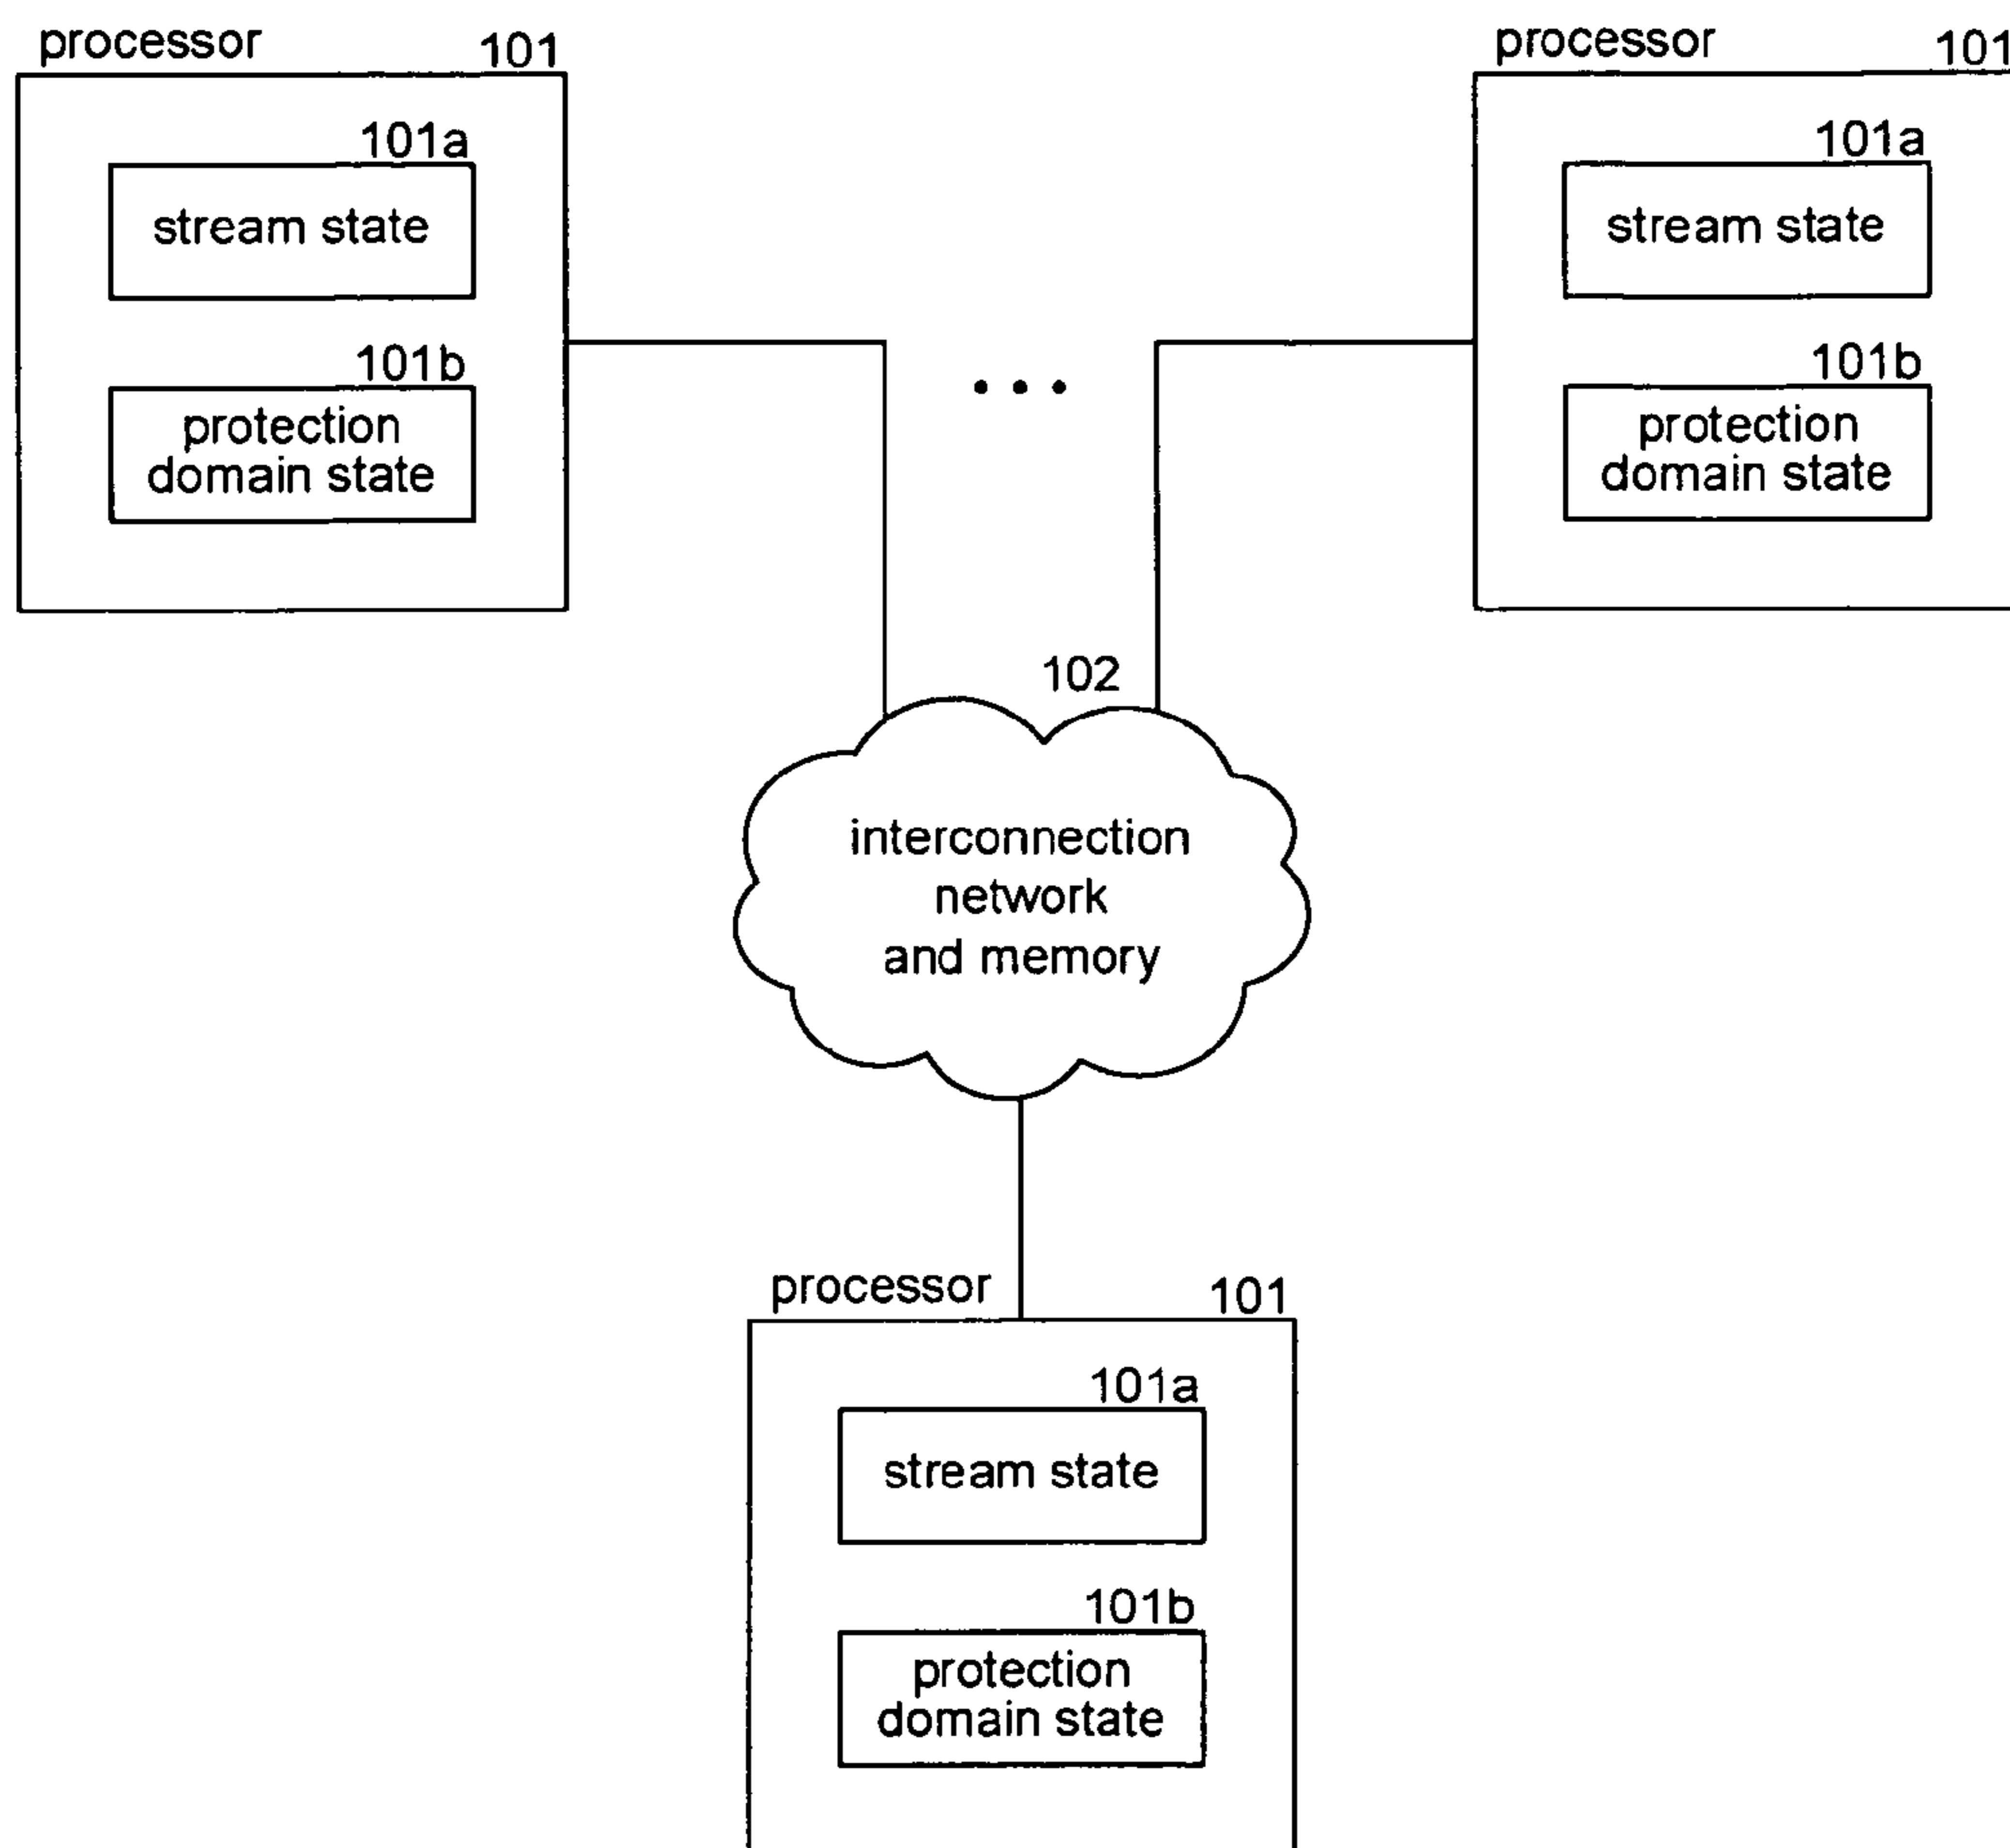 processor 101
101a
stream state
101b
protection
domain state
processor 101
101a
stream state
101b
protection
domain state
• • •
102
interconnection
network
and memory
processor 101
101a
stream state
101b
protection
domain state